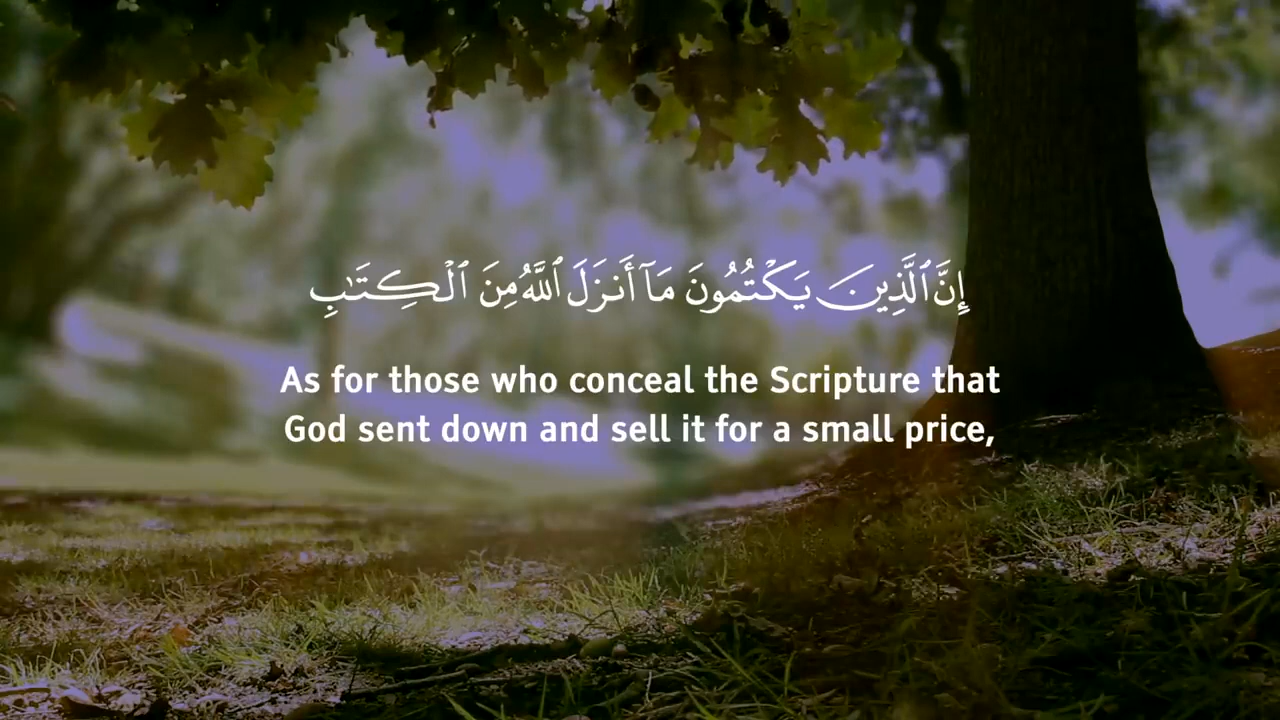 إِنَّ ٱلَّذِينَ يَكْتُمُونَ مَآ أَنزَلَ ٱللَّهُ مِنَ ٱلْكِتَـٰبِ
As for those who conceal the Scripture that
God sent down and sell it for a small price,